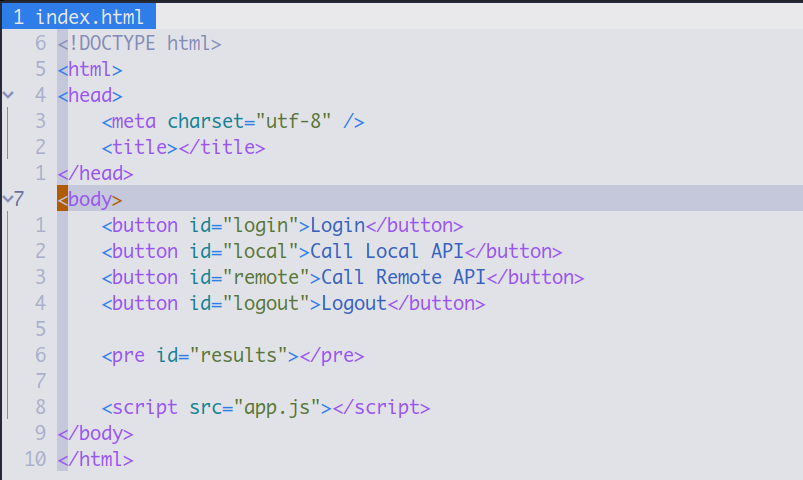 1 index.html
6 <!DOCTYPE html>
5 <html>
4 <head>
3     <meta charset="utf-8" />
2     <title></title>
1 </head>
7 <body>
1     <button id="login">Login</button>
2     <button id="local">Call Local API</button>
3     <button id="remote">Call Remote API</button>
4     <button id="logout">Logout</button>
5
6     <pre id="results"></pre>
7
8     <script src="app.js"></script>
9 </body>
10 </html>